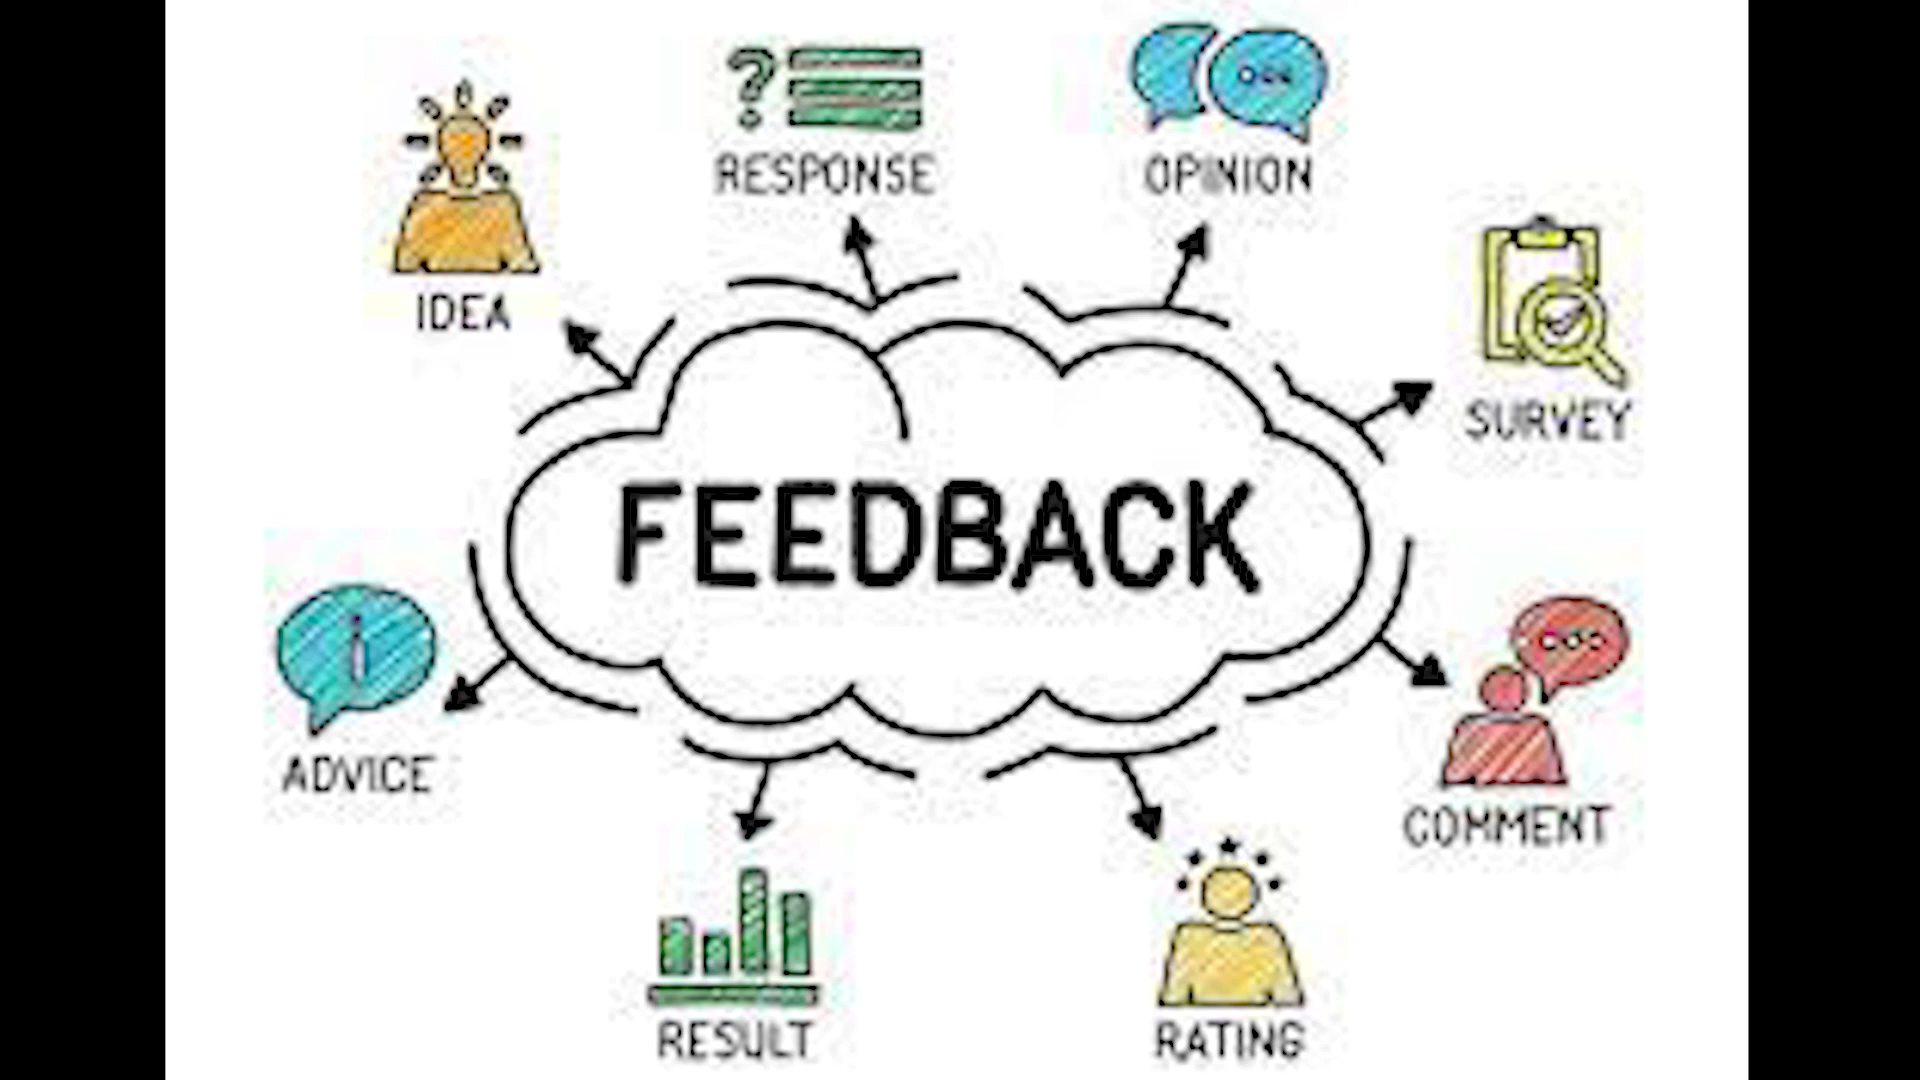 RESPONSE
OPINION
IDEA
SURVEY
FEEDBACK
ADVICE
COMMENT
RESULT
RATING